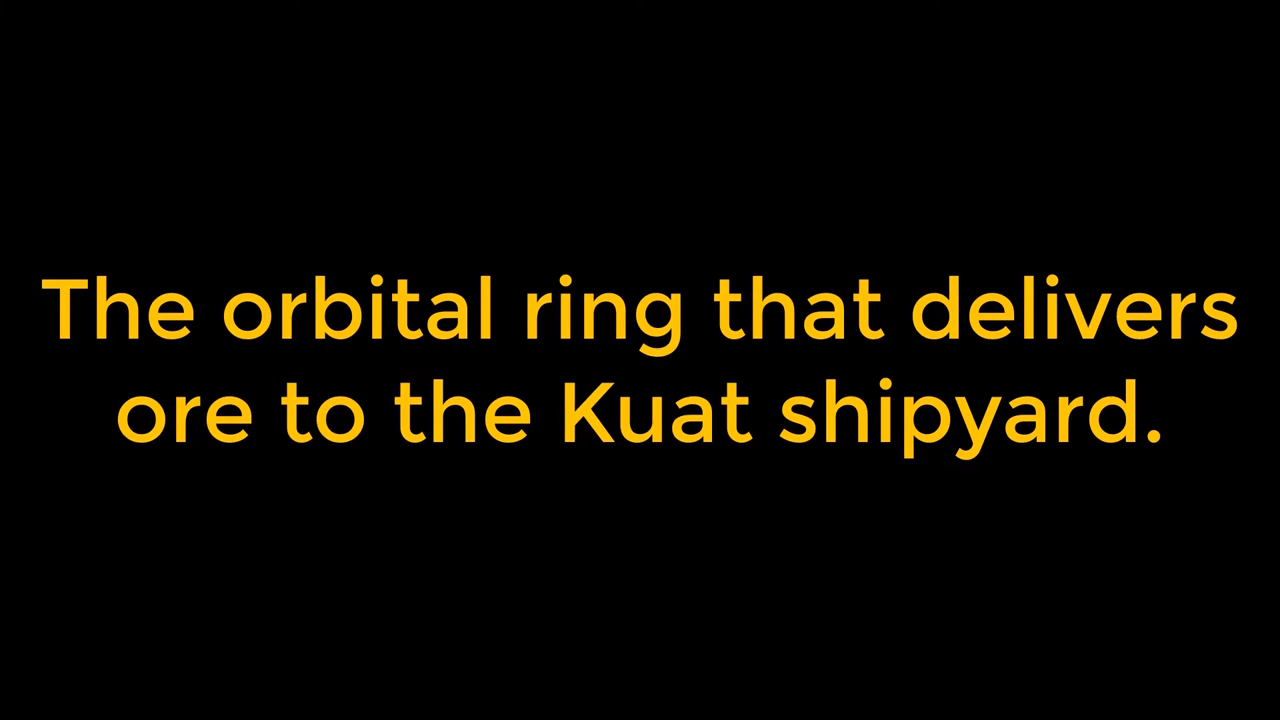 The orbital ring that delivers
ore to the Kuat shipyard.